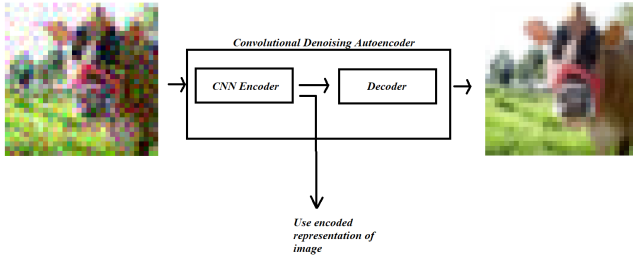 Convolutional Denoising Autoencoder
CNN Encoder
Decoder
Use encoded
representation of
image